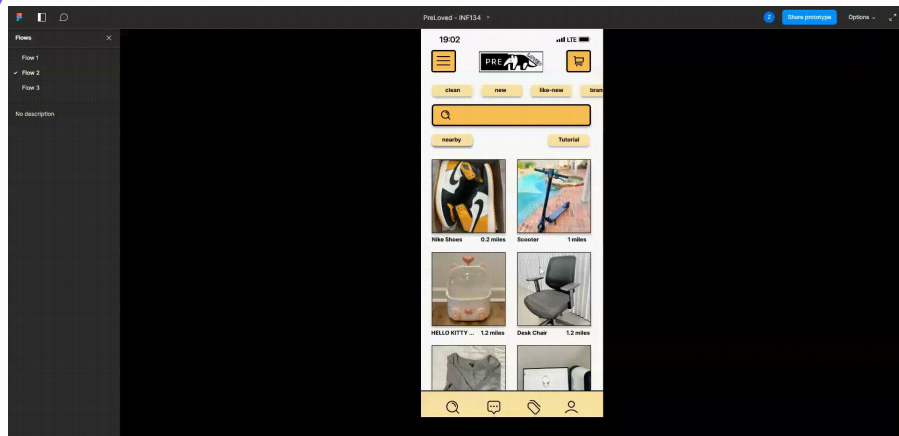 PreLoved - INF134
Z
Share prototype
Options
Flows
Flow 1
Flow 2
Flow 3
No description
19:02
LTE
PRE
clean new like-new bran
nearby Tutorial
Nike Shoes 0.2 miles Scooter 1 miles
HELLO KITTY ... 1.2 miles Desk Chair 1.2 miles